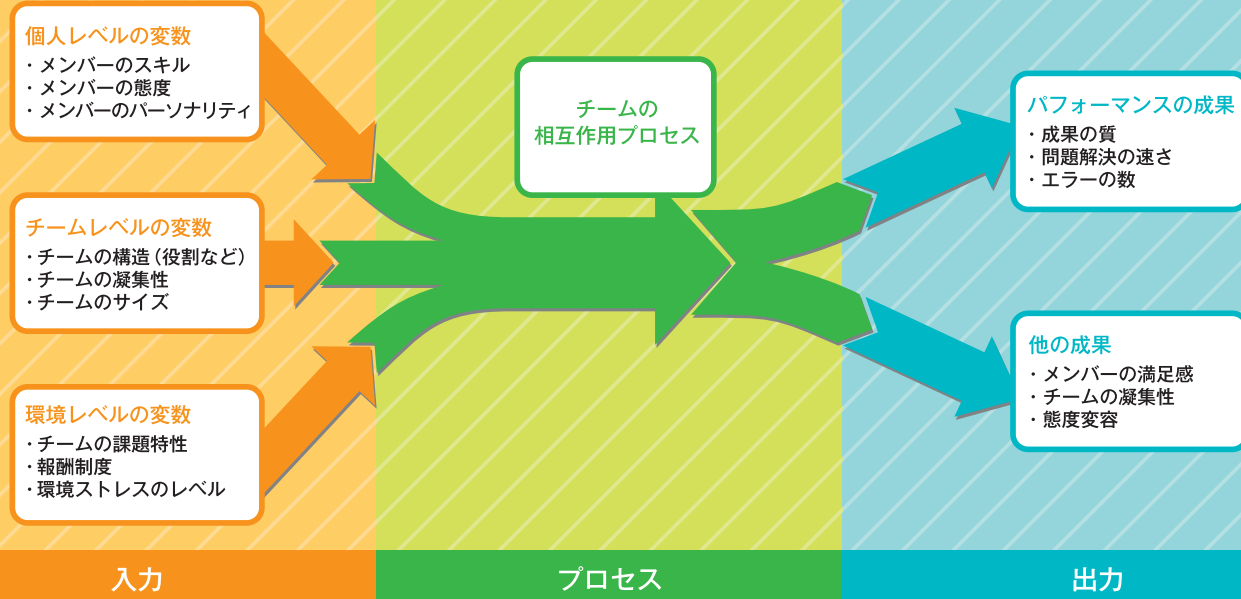 個人レベルの変数
・メンバーのスキル
・メンバーの態度
・メンバーのパーソナリティ
チームレベルの変数
・チームの構造（役割など）
・チームの凝集性
・チームのサイズ
環境レベルの変数
・チームの課題特性
・報酬制度
・環境ストレスのレベル
チームの
相互作用プロセス
パフォーマンスの成果
・成果の質
・問題解決の速さ
・エラーの数
他の成果
・メンバーの満足感
・チームの凝集性
・態度変容
入力
プロセス
出力